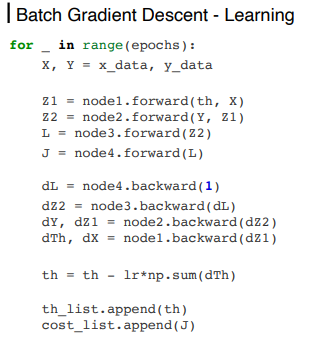 Batch Gradient Descent - Learning
for _ in range(epochs):
    X, Y = x_data, y_data
    Z1 = node1.forward(th, X)
    Z2 = node2.forward(Y, Z1)
    L = node3.forward(Z2)
    J = node4.forward(L)
    dL = node4.backward(1)
    dZ2 = node3.backward(dL)
    dY, dZ1 = node2.backward(dZ2)
    dTh, dX = node1.backward(dZ1)
    th = th - lr*np.sum(dTh)
    th_list.append(th)
    cost_list.append(J)